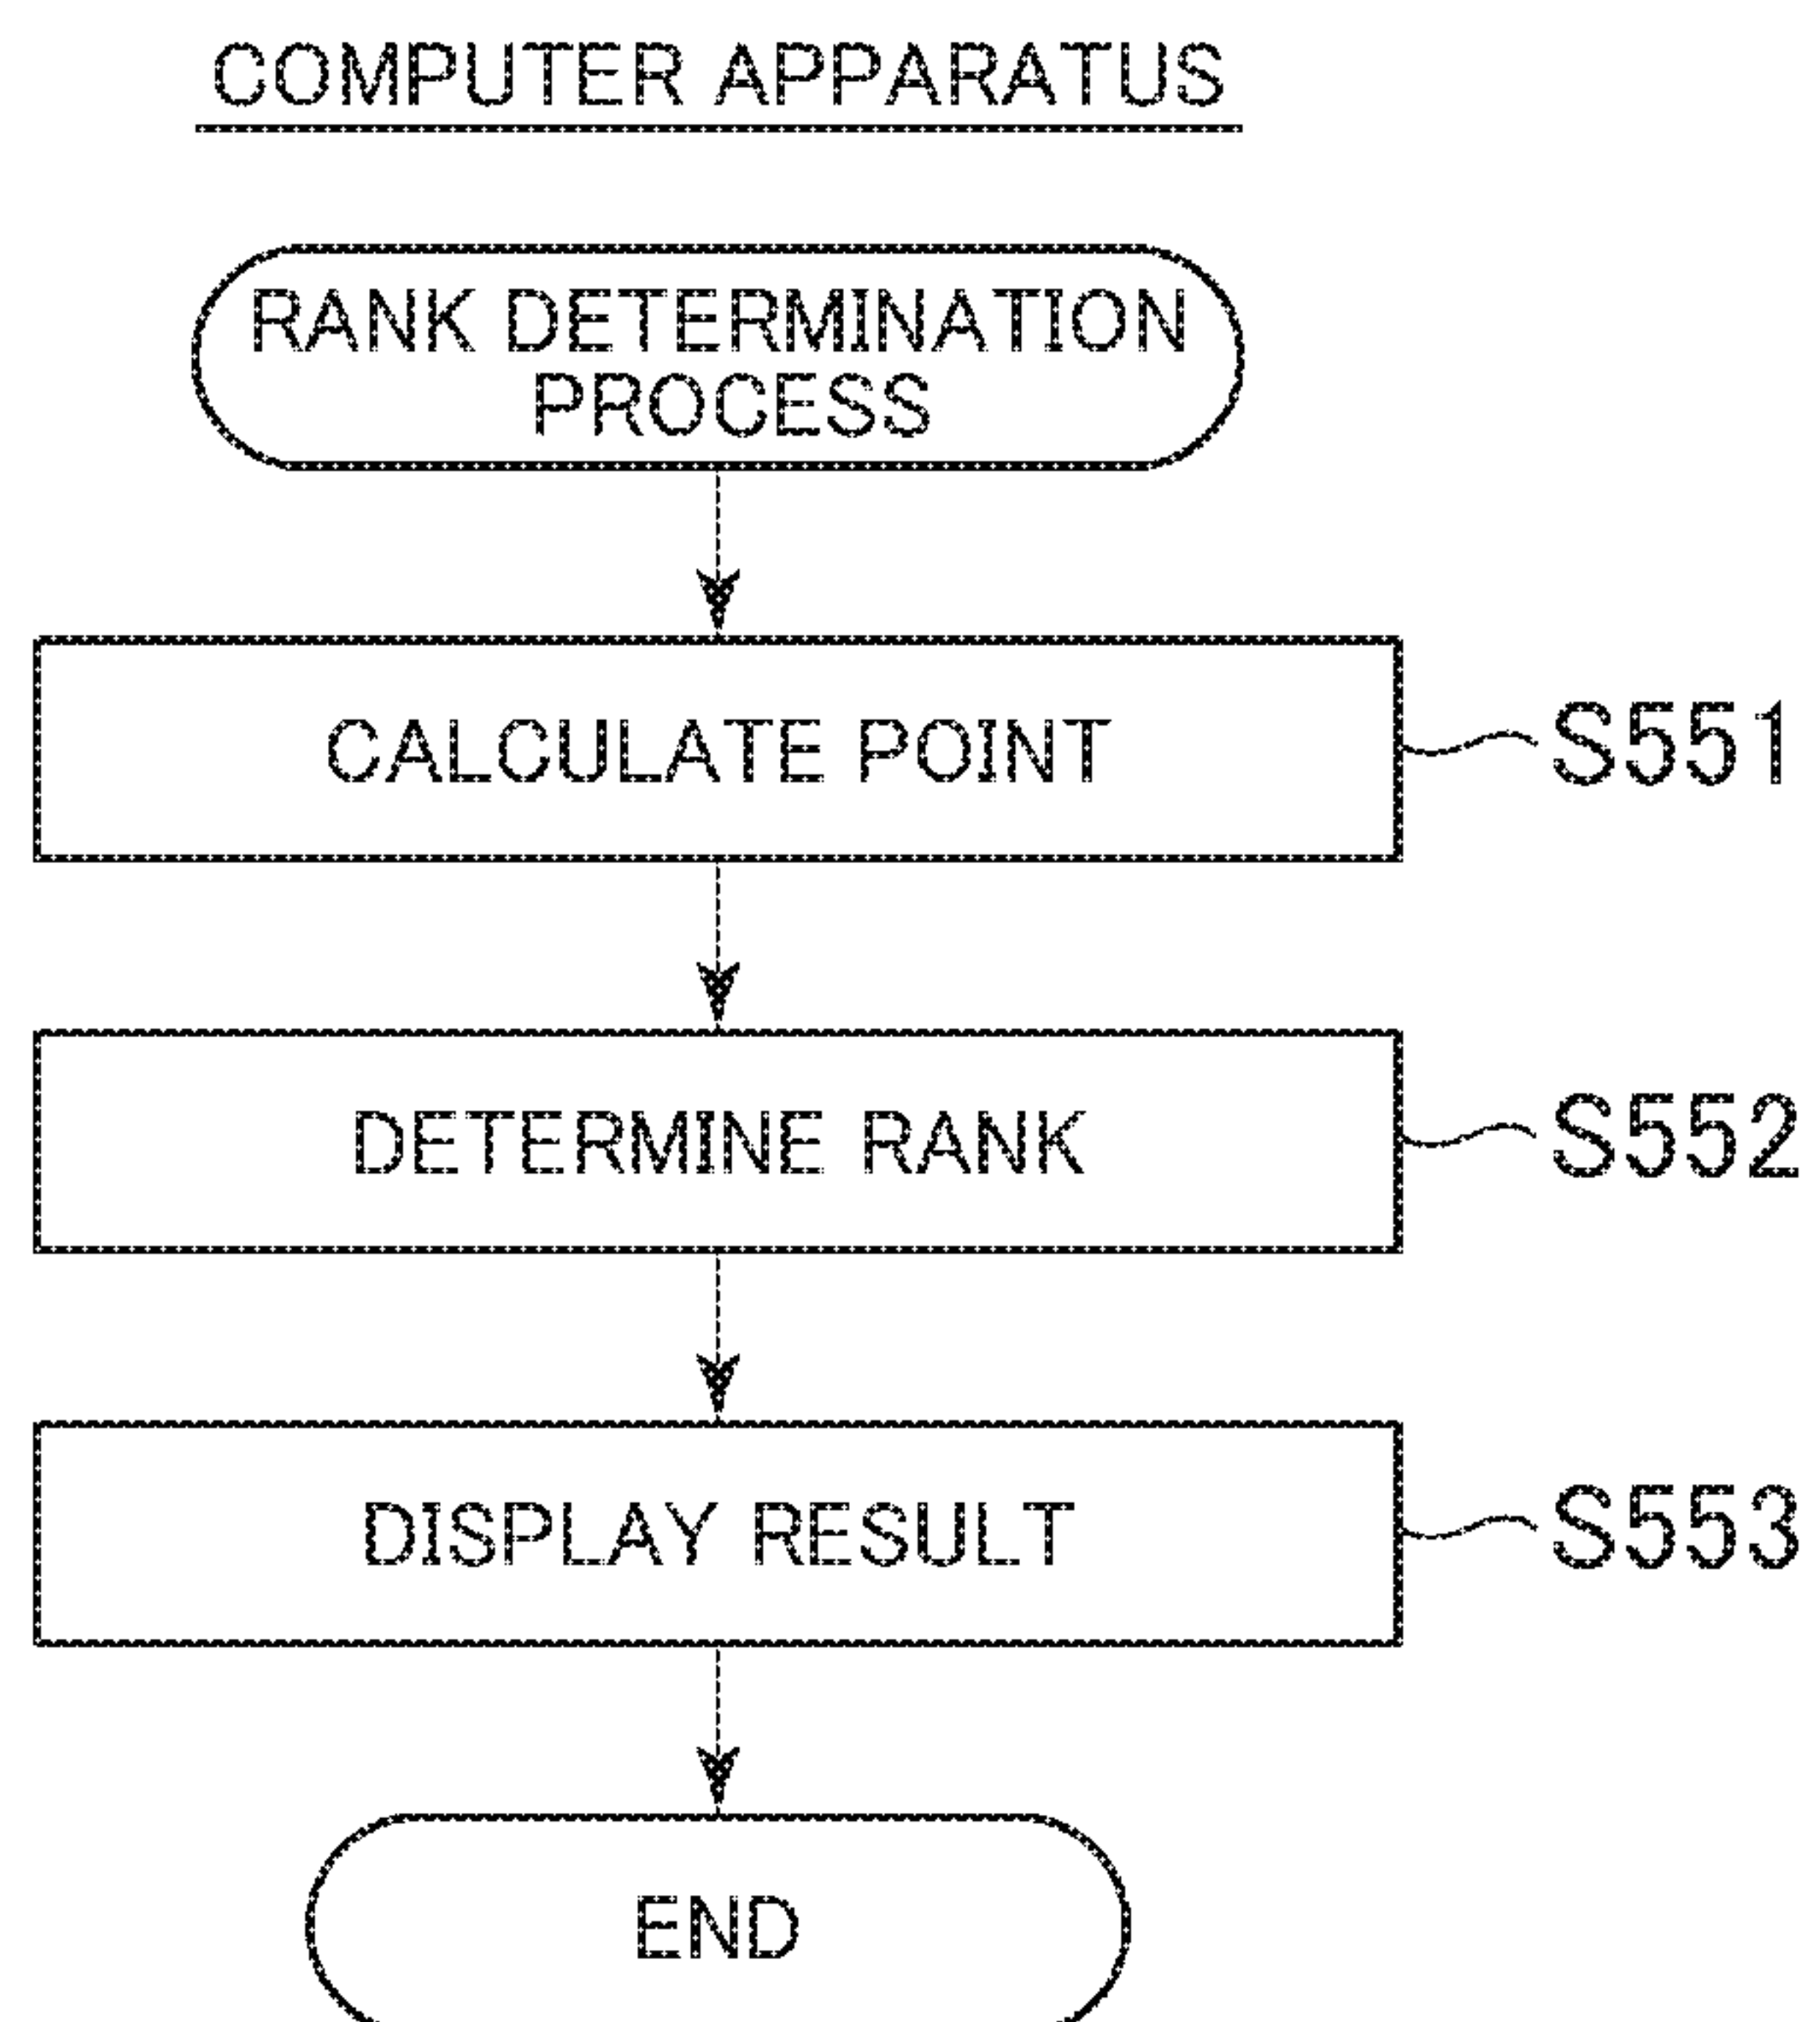 COMPUTER APPARATUS
RANK DETERMINATION
PROCESS
CALCULATE POINT
S551
DETERMINE RANK
S552
DISPLAY RESULT
S553
END